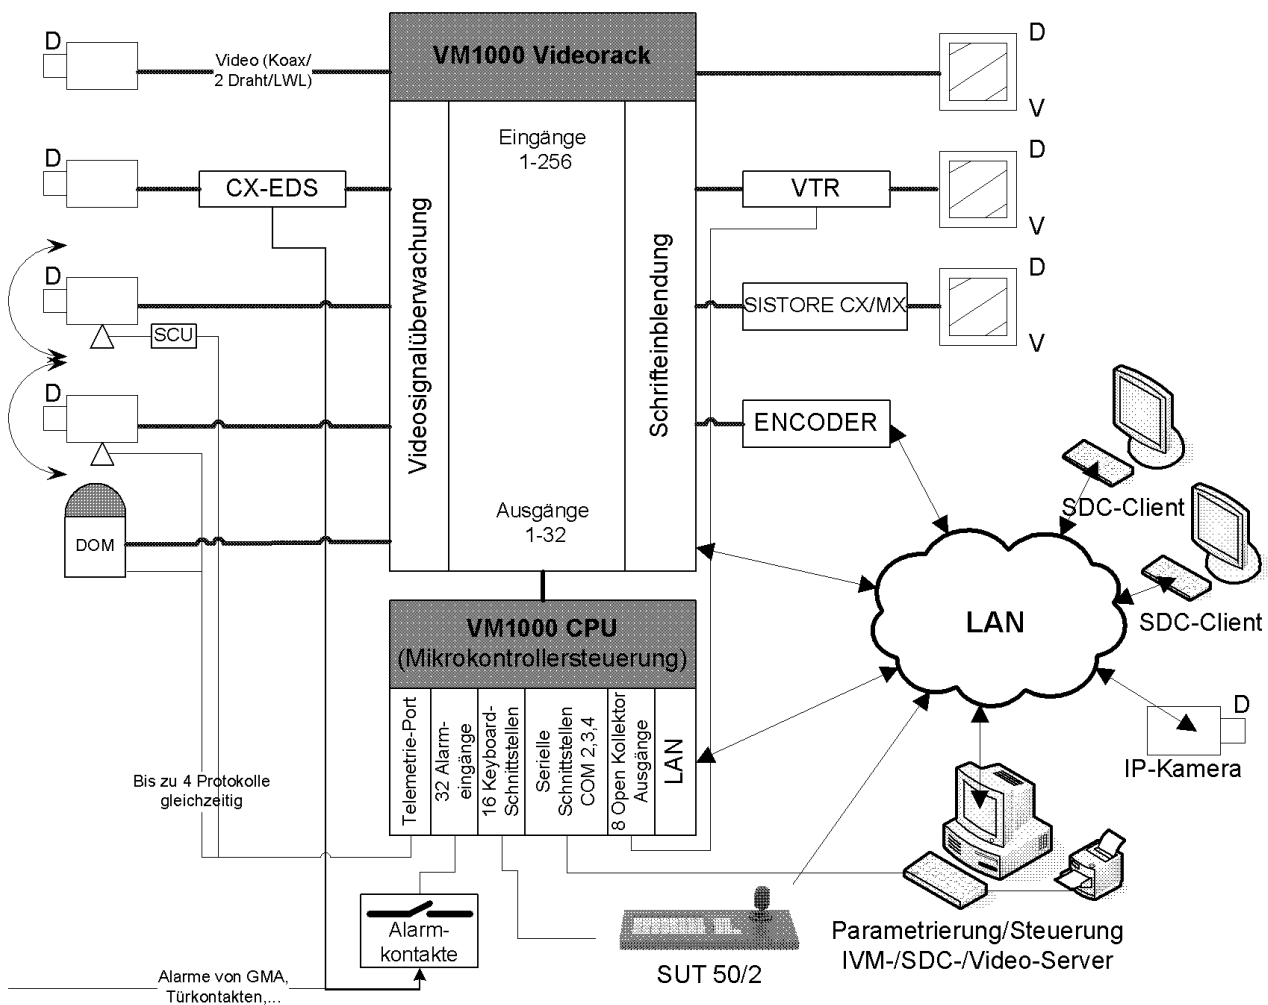 D
Video (Koax/
2 Draht/LWL)
VM1000 Videorack
D
V
Eingänge
1-256
D
CX-EDS
VTR
D
V
Videosignalüberwachung
Schrifteinblendung
D
SCU
SISTORE CX/MX
D
V
D
ENCODER
DOM
Ausgänge
1-32
SDC-Client
SDC-Client
LAN
VM1000 CPU
(Mikrokontrollersteuerung)
Telemetrie-Port
32 Alarm-
eingänge
16 Keyboard-
Schnittstellen
Serielle
Schnittstellen
COM 2,3,4
8 Open Kollektor
Ausgänge
LAN
D
IP-Kamera
Bis zu 4 Protokolle
gleichzeitig
Alarm-
kontakte
SUT 50/2
Parametrierung/Steuerung
IVM-/SDC-/Video-Server
Alarme von GMA,
Türkontakten,...